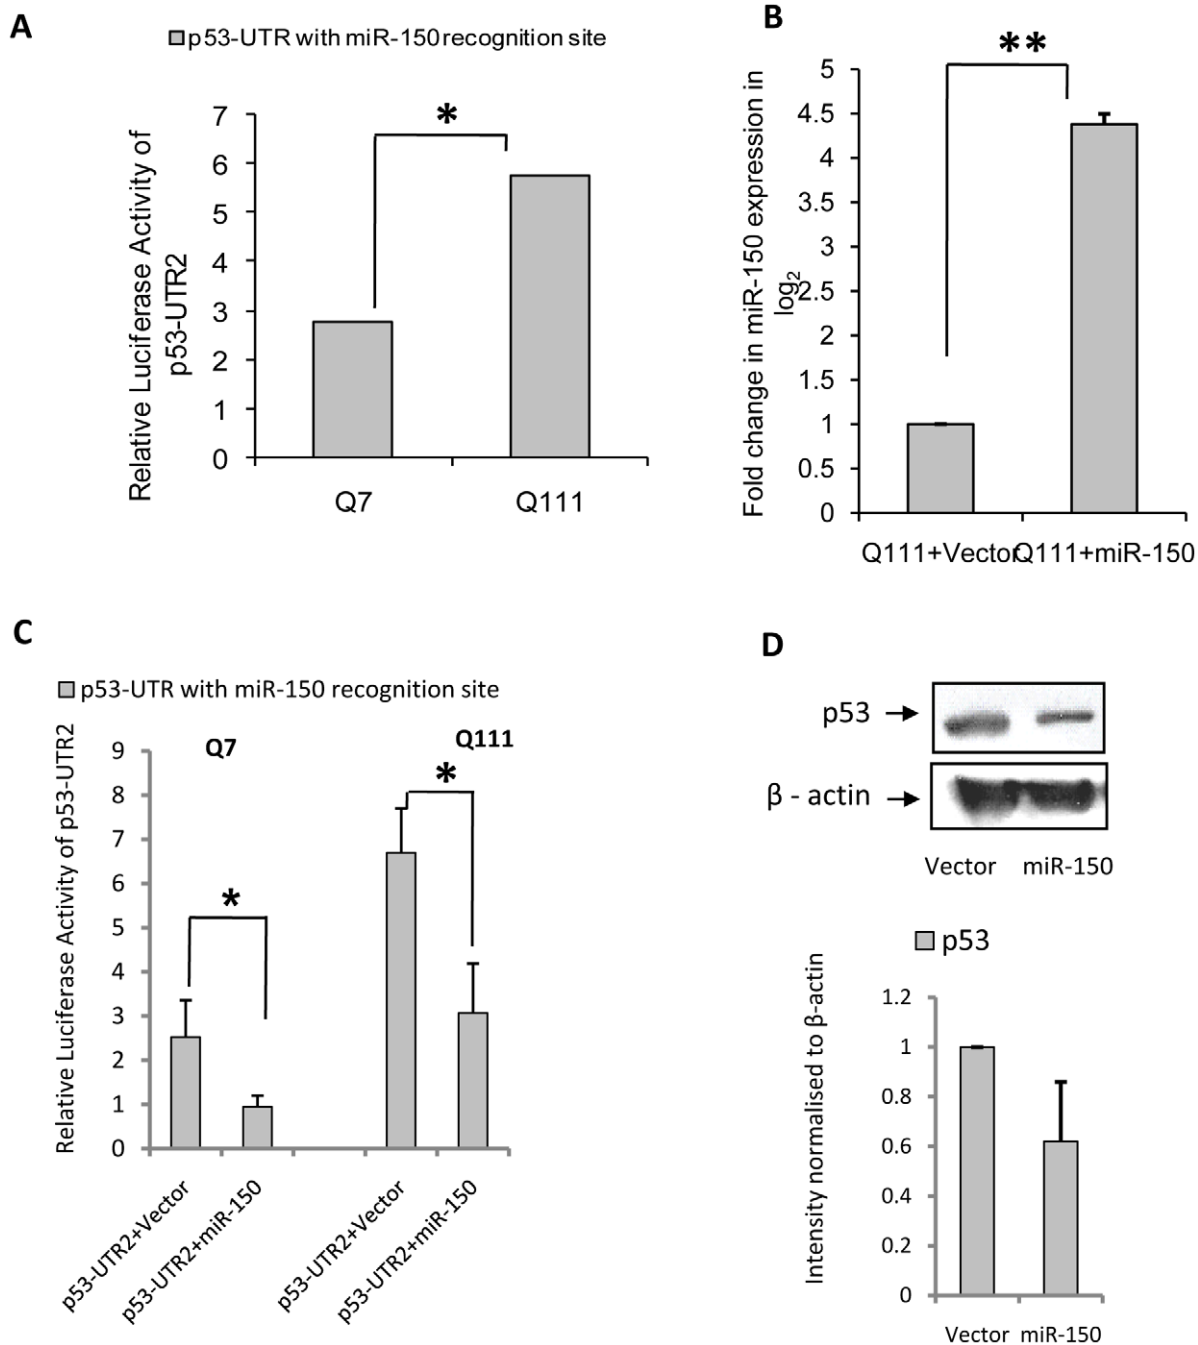 A
p53-UTR with miR-150 recognition site
Relative Luciferase Activity of
p53-UTR2
7
6
5
4
3
2
1
0
*
Q7
Q111
B
**
Fold change in miR-150 expression in
log2
5
4.5
4
3.5
3
2.5
2
1.5
1
0.5
0
Q111+Vector
Q111+miR-150
C
p53-UTR with miR-150 recognition site
Relative Luciferase Activity of p53-UTR2
9
8
7
6
5
4
3
2
1
0
Q7
Q111
*
*
p53-UTR2+Vector
p53-UTR2+miR-150
p53-UTR2+Vector
p53-UTR2+miR-150
D
p53
β - actin
Vector miR-150
p53
Intensity normalised to β-actin
1.2
1
0.8
0.6
0.4
0.2
0
Vector miR-150